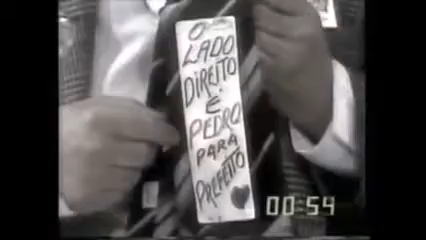 O
LADO
DIREITO
É
PEDRO
PARA
PREFEITO
00:54